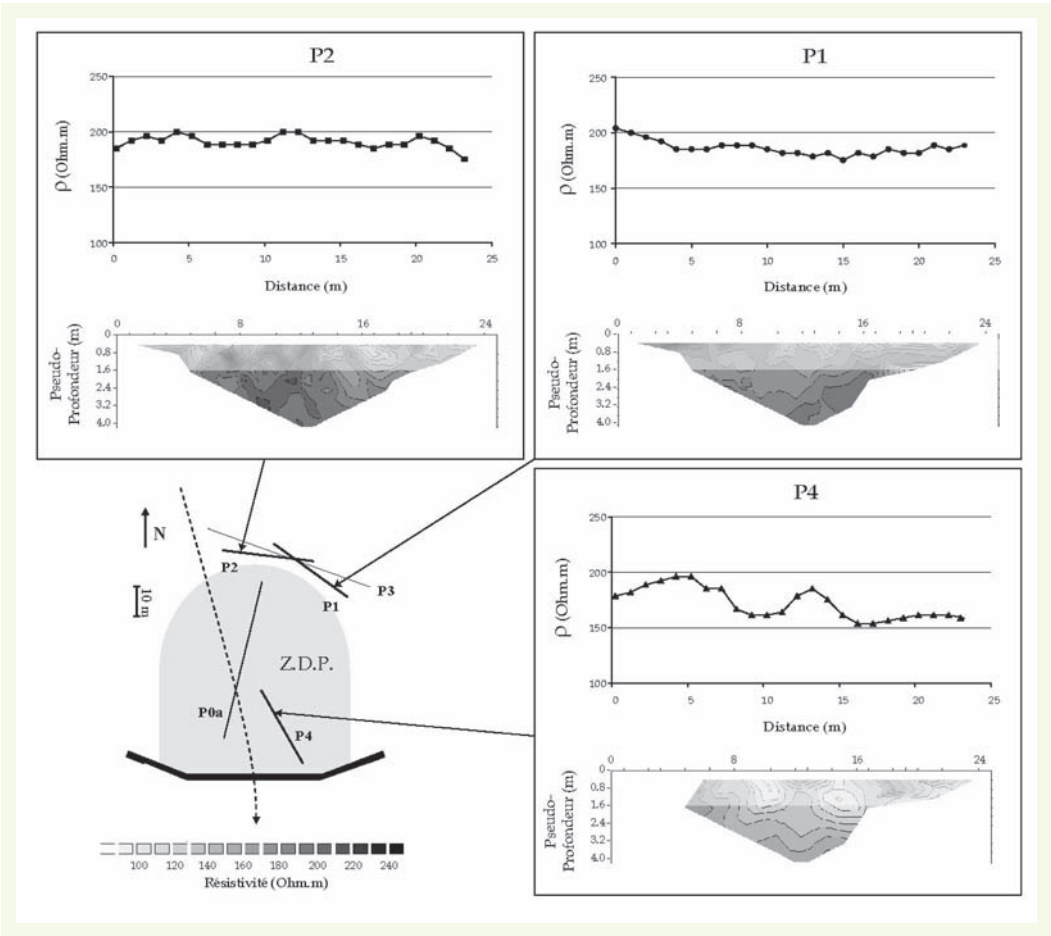 P2
250
200
150
100
ρ (Ohm.m)
0 5 10 15 20 25
Distance (m)
0 8 16 24
Pseudo-
Profondeur (m)
0
0.8
1.6
2.4
3.2
4.0
P1
250
200
150
100
ρ (Ohm.m)
0 5 10 15 20 25
Distance (m)
0 8 16 24
Pseudo-
Profondeur (m)
0
0.8
1.6
2.4
3.2
4.0
N
10 m
P2
P1
P3
Z.D.P.
P0a
P4
100 120 140 160 180 200 220 240
Résistivité (Ohm.m)
P4
250
200
150
100
ρ (Ohm.m)
0 5 10 15 20 25
Distance (m)
0 8 16 24
Pseudo-
Profondeur (m)
0
0.8
1.6
2.4
3.2
4.0